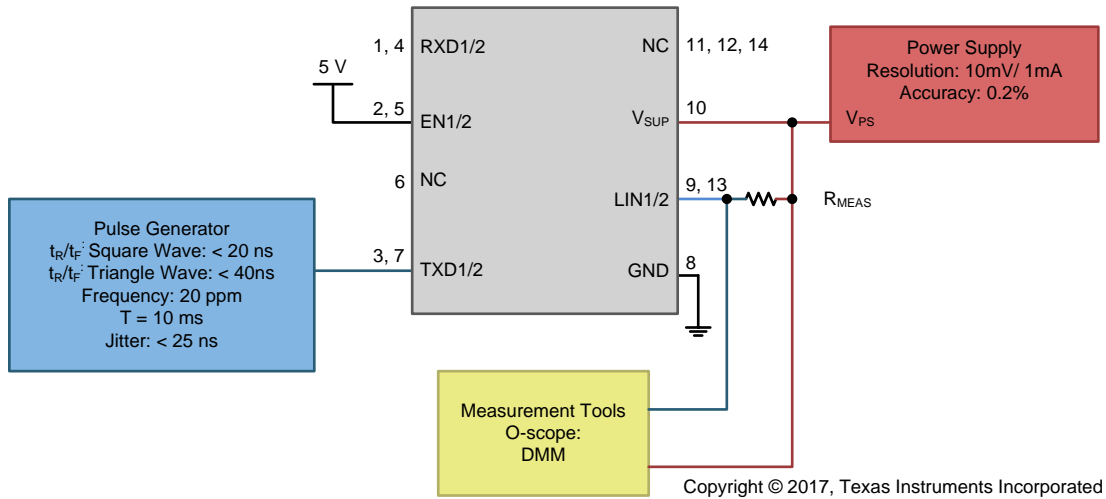 1, 4
RXD1/2
NC
11, 12, 14
5 V
2, 5
EN1/2
VSUP
10
6
NC
LIN1/2
9, 13
RMEAS
3, 7
TXD1/2
GND
8
Power Supply
Resolution: 10mV/ 1mA
Accuracy: 0.2%
VPS
Pulse Generator
tR/tF: Square Wave: < 20 ns
tR/tF: Triangle Wave: < 40ns
Frequency: 20 ppm
T = 10 ms
Jitter: < 25 ns
Measurement Tools
O-scope:
DMM
Copyright © 2017, Texas Instruments Incorporated